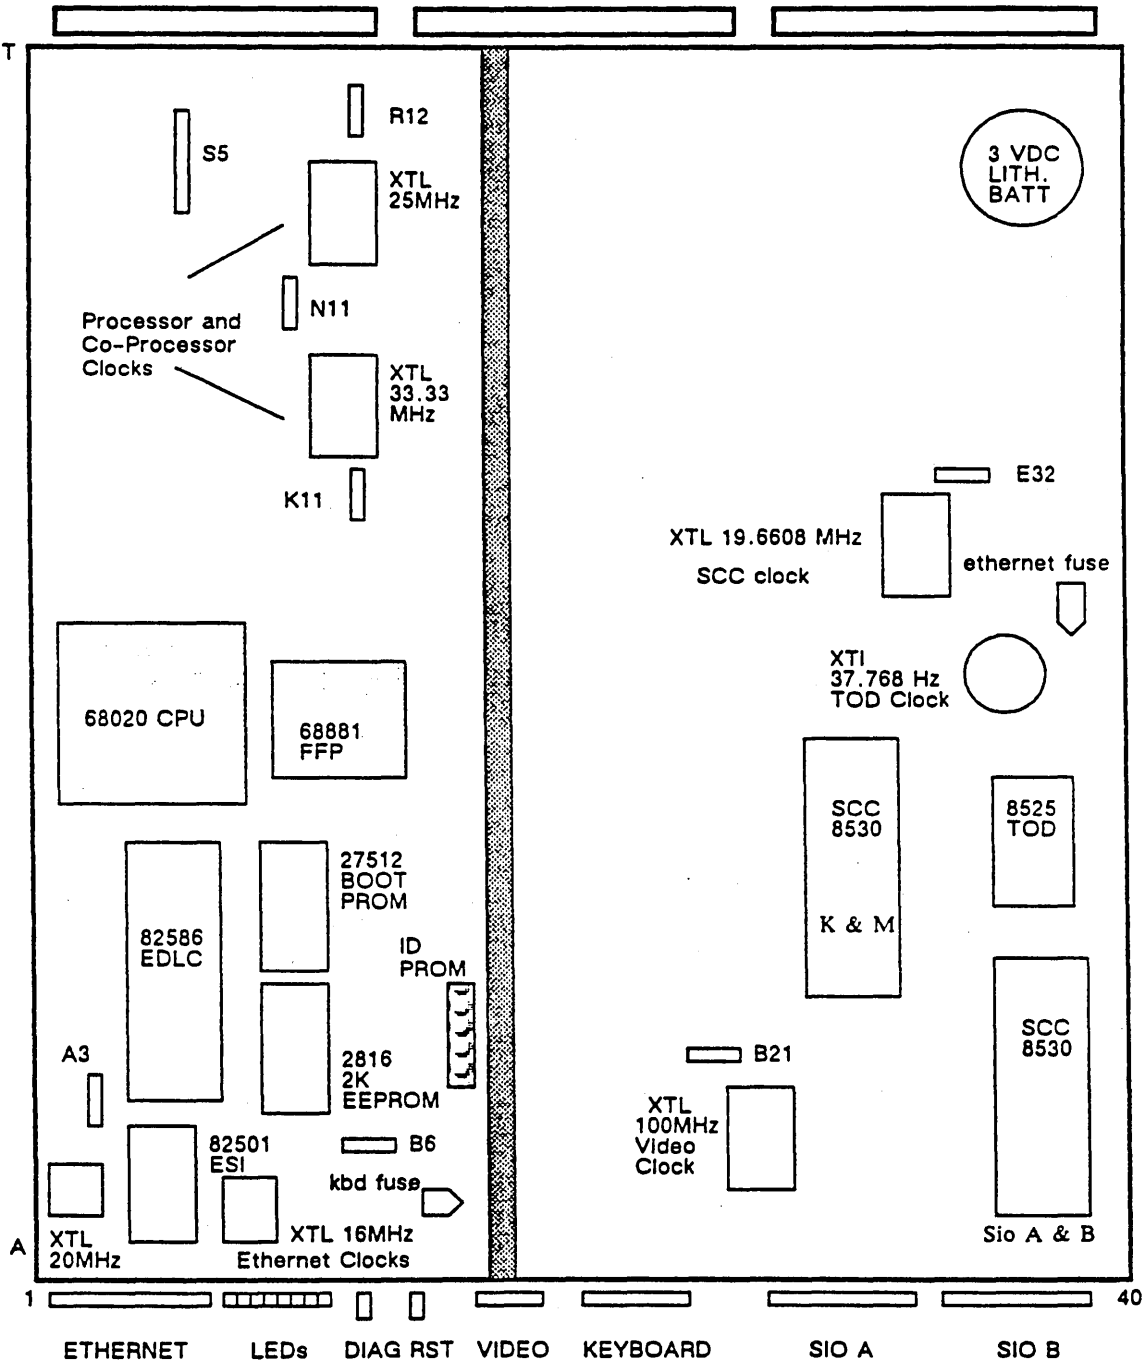 T
R12
S5
XTL
25MHz
3 VDC
LITH.
BATT
N11
Processor and
Co-Processor
Clocks
XTL
33.33
MHz
K11
E32
XTL 19.6608 MHz
SCC clock
ethernet fuse
XTI
37.768 Hz
TOD Clock
68020 CPU
68881
FFP
SCC
8530
K & M
8525
TOD
27512
BOOT
PROM
82586
EDLC
ID
PROM
SCC
8530
A3
2816
2K
EEPROM
B21
XTL
100MHz
Video
Clock
82501
ESI
B6
kbd fuse
A
XTL
20MHz
XTL 16MHz
Ethernet Clocks
Sio A & B
1
40
ETHERNET
LEDs
DIAG
RST
VIDEO
KEYBOARD
SIO A
SIO B